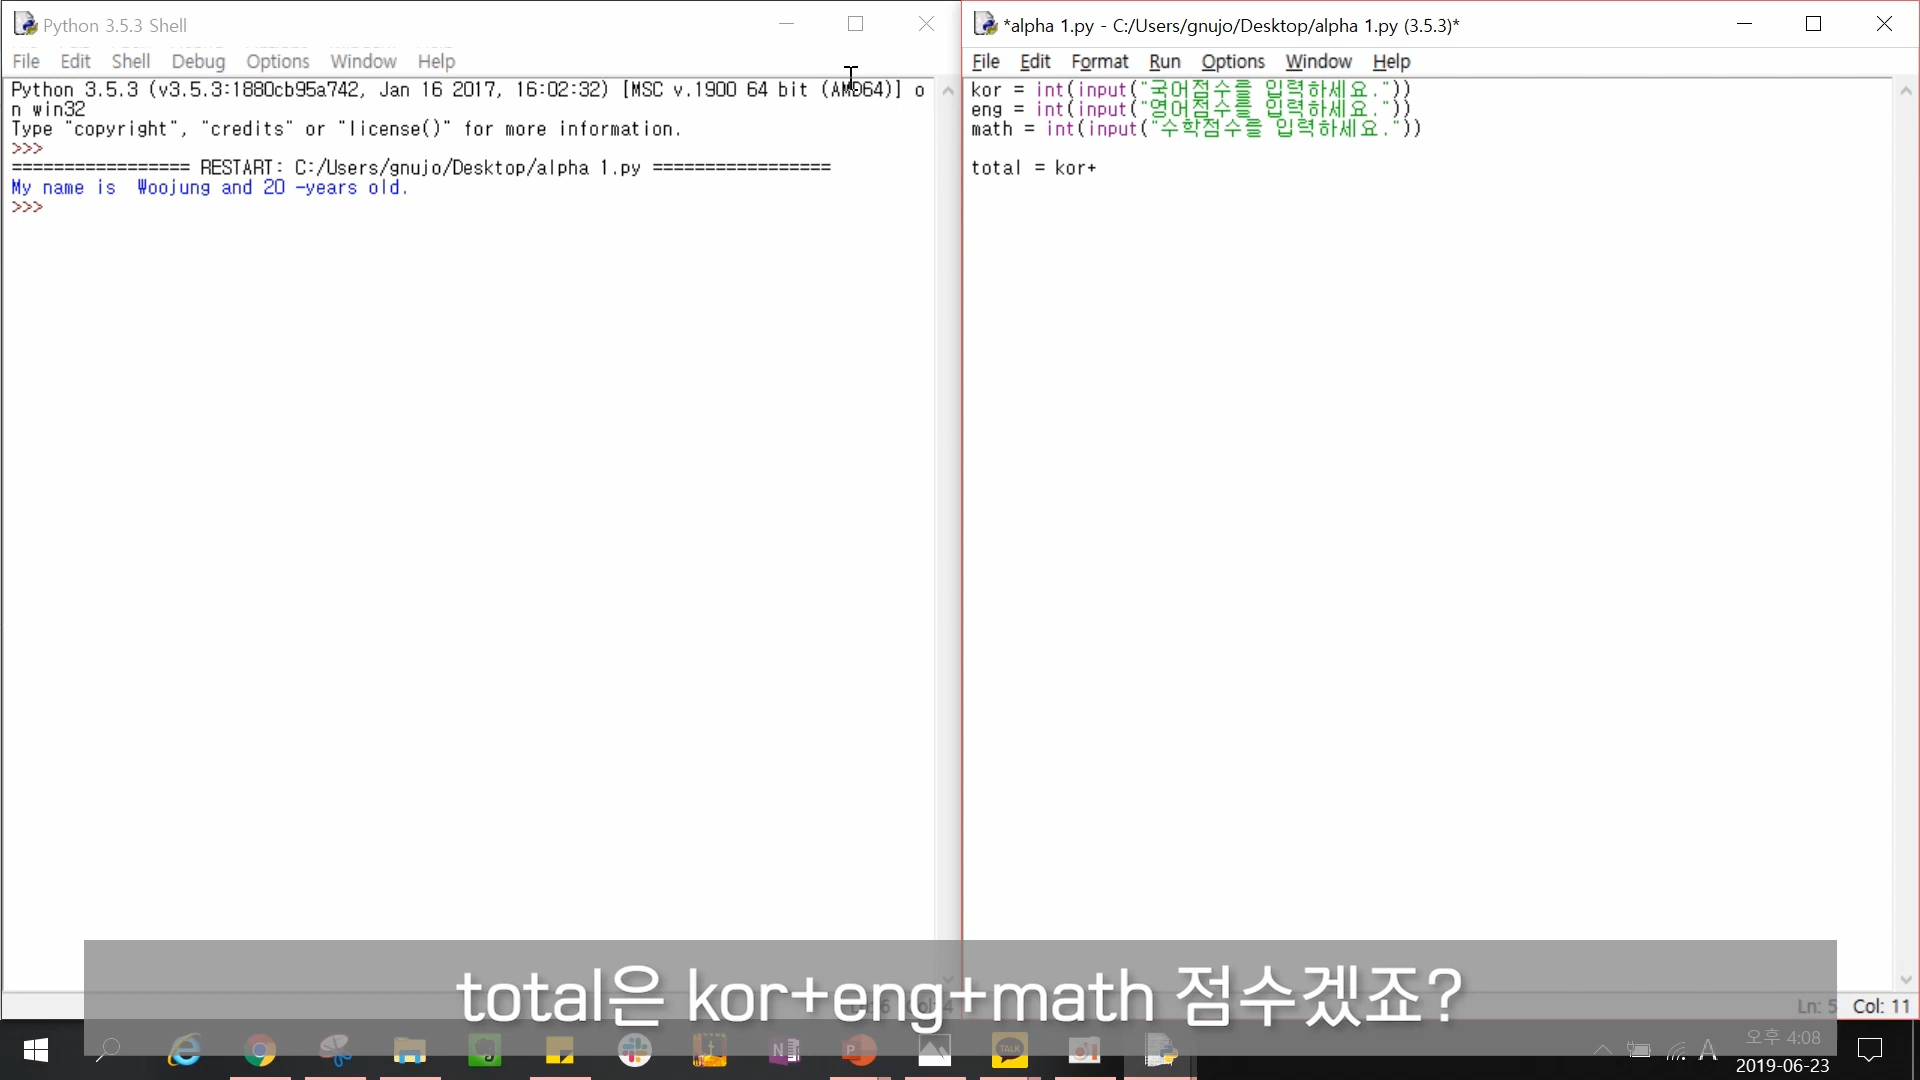 Python 3.5.3 Shell
File Edit Shell Debug Options Window Help
Python 3.5.3 (v3.5.3:1880cb95a742, Jan 16 2017, 16:02:32) [MSC v.1900 64 bit (AMD64)] o
n win32
Type "copyright", "credits" or "license()" for more information.
>>>
================= RESTART: C:/Users/gnujo/Desktop/alpha 1.py =================
My name is  Woojung and 20 -years old.
>>>
*alpha 1.py - C:/Users/gnujo/Desktop/alpha 1.py (3.5.3)*
File Edit Format Run Options Window Help
kor = int(input("국어점수를 입력하세요."))
eng = int(input("영어점수를 입력하세요."))
math = int(input("수학점수를 입력하세요."))
total = kor+
total은 kor+eng+math 점수겠죠?
Ln: 5 Col: 11
TALK
A
오후 4:08
2019-06-23